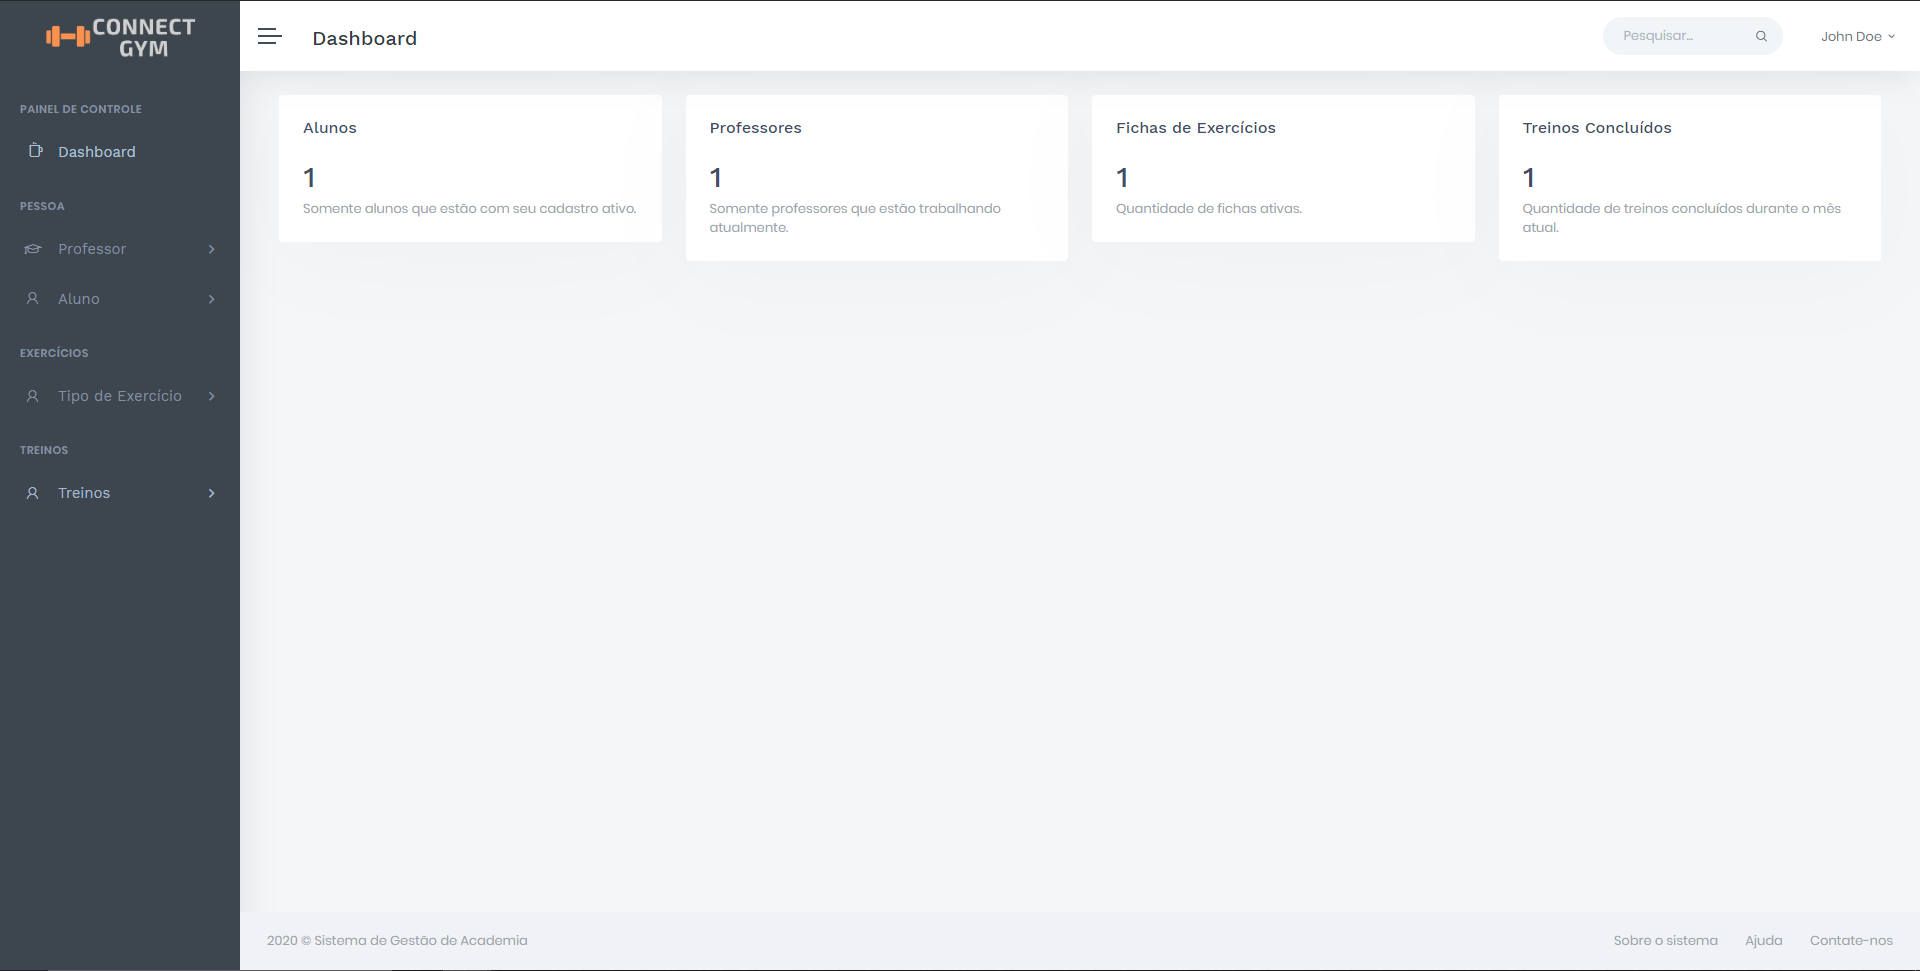 CONNECT
GYM
PAINEL DE CONTROLE
Dashboard
PESSOA
Professor
Aluno
EXERCÍCIOS
Tipo de Exercício
TREINOS
Treinos
Dashboard
Pesquisar...
John Doe
Alunos
1
Somente alunos que estão com seu cadastro ativo.
Professores
1
Somente professores que estão trabalhando
atualmente.
Fichas de Exercícios
1
Quantidade de fichas ativas.
Treinos Concluídos
1
Quantidade de treinos concluídos durante o mês
atual.
2020 © Sistema de Gestão de Academia
Sobre o sistema
Ajuda
Contate-nos